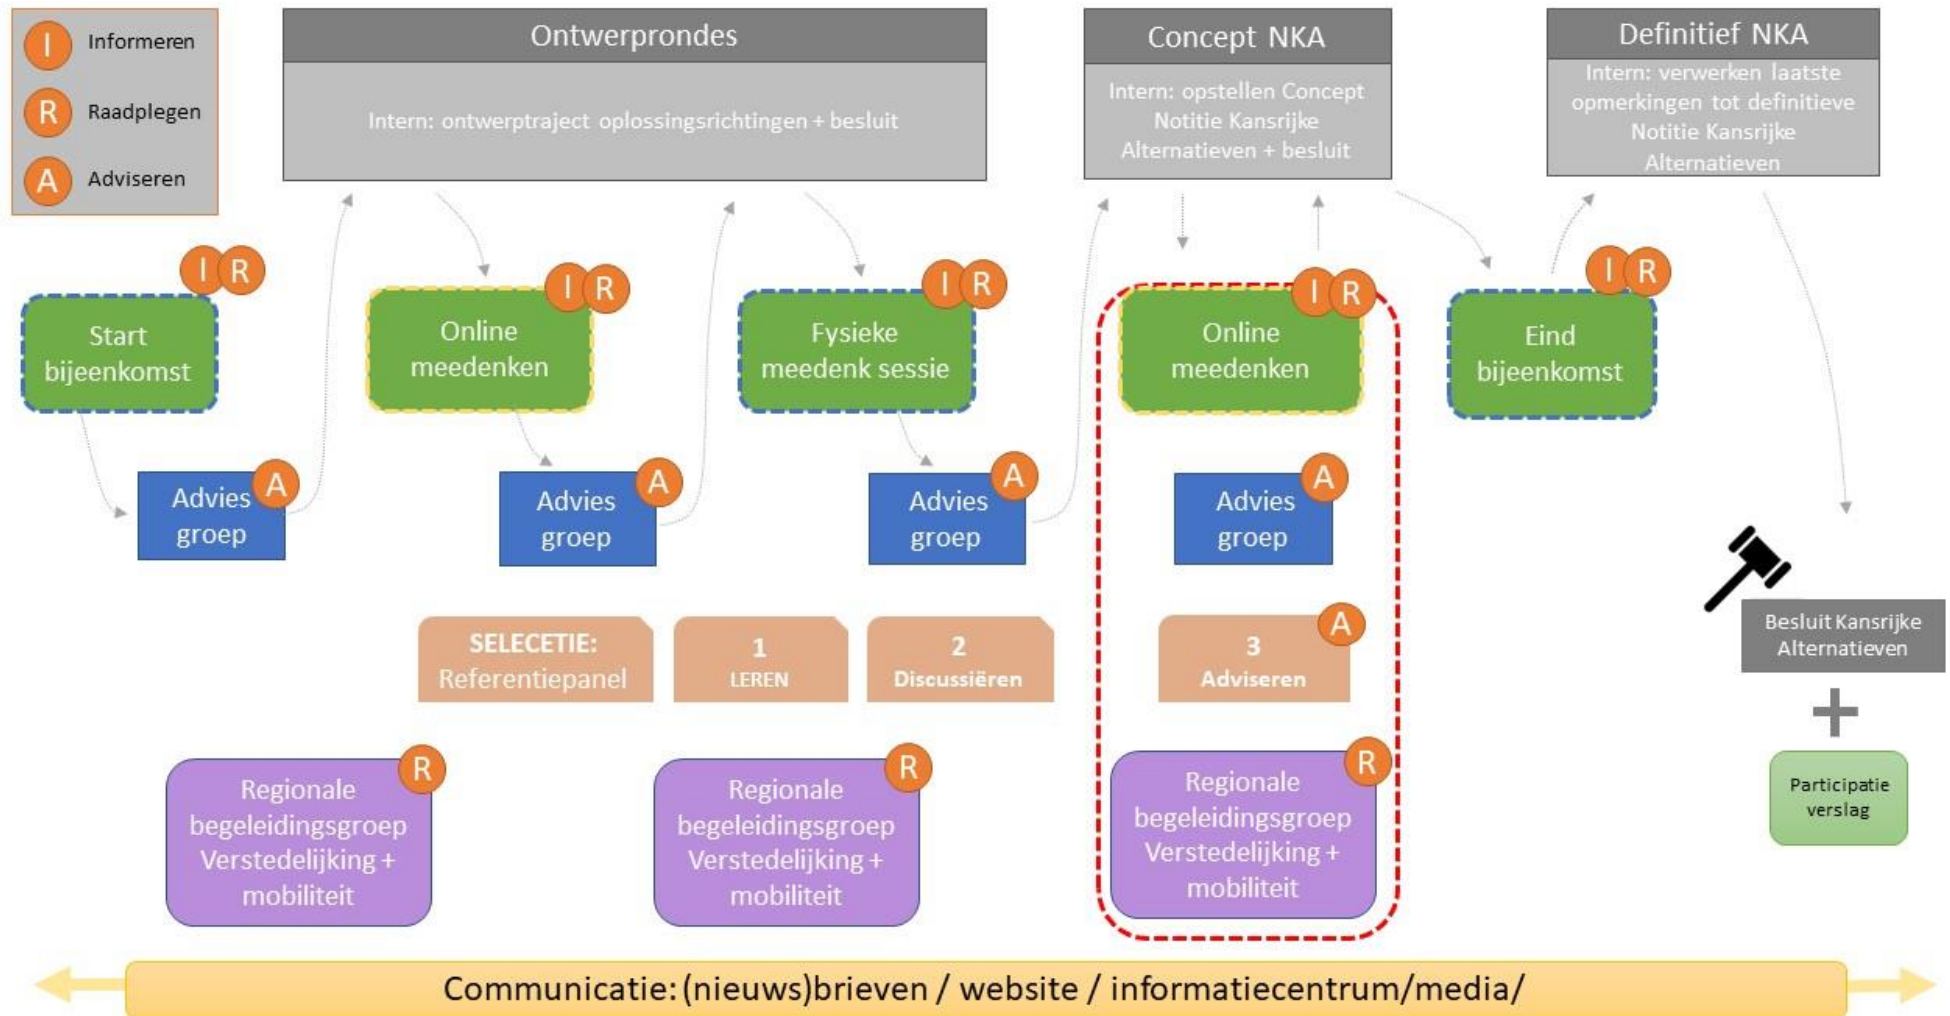 I Informeren
R Raadplegen
A Adviseren
Ontwerprondes
Intern: ontwerptraject oplossingsrichtingen + besluit
Concept NKA
Intern: opstellen Concept
Notitie Kansrijke
Alternatieven + besluit
Definitief NKA
Intern: verwerken laatste
opmerkingen tot definitieve
Notitie Kansrijke
Alternatieven
I R
Start
bijeenkomst
I R
Online
meedenken
I R
Fysieke
meedenk sessie
I R
Online
meedenken
I R
Eind
bijeenkomst
A
Advies
groep
A
Advies
groep
A
Advies
groep
A
Advies
groep
SELECETIE:
Referentiepanel
1
LEREN
2
Discussiëren
A
3
Adviseren
Besluit Kansrijke
Alternatieven
+
Participatie
verslag
R
Regionale
begeleidingsgroep
Verstedelijking +
mobiliteit
R
Regionale
begeleidingsgroep
Verstedelijking +
mobiliteit
R
Regionale
begeleidingsgroep
Verstedelijking +
mobiliteit
Communicatie: (nieuws)brieven / website / informatiecentrum/media/